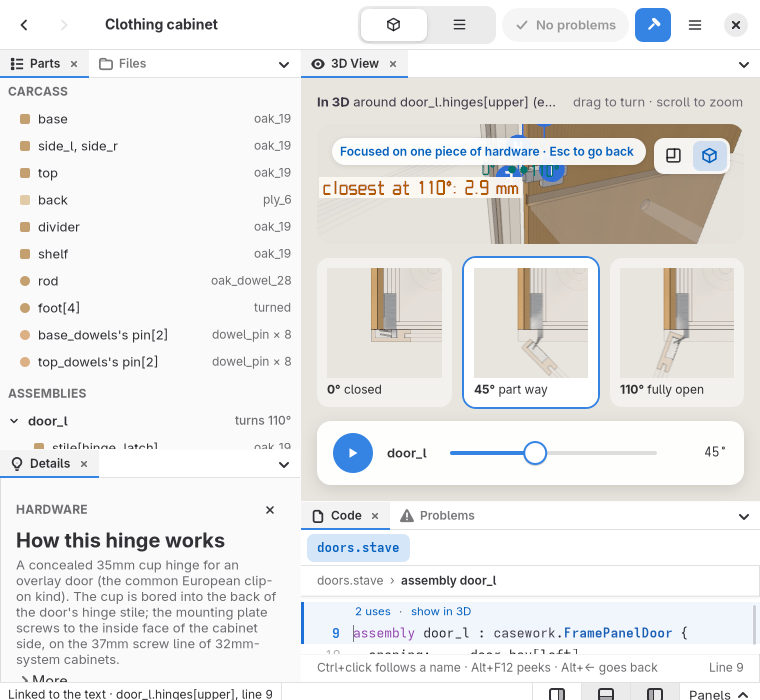 Clothing cabinet
No problems
Parts
Files
3D View
CARCASS
base oak_19
side_l, side_r oak_19
top oak_19
back ply_6
divider oak_19
shelf oak_19
rod oak_dowel_28
foot[4] turned
base_dowels's pin[2] dowel_pin × 8
top_dowels's pin[2] dowel_pin × 8
ASSEMBLIES
door_l turns 110°
stile[hinge, latch] oak_19
Details
HARDWARE
How this hinge works
A concealed 35mm cup hinge for an
overlay door (the common European clip-
on kind). The cup is bored into the back of
the door's hinge stile; the mounting plate
screws to the inside face of the cabinet
side, on the 37mm screw line of 32mm-
system cabinets.
More
In 3D around door_l.hinges[upper] (e… drag to turn · scroll to zoom
Focused on one piece of hardware · Esc to go back
closest at 110°: 2.9 mm
0° closed
45° part way
110° fully open
door_l 45°
Code
Problems
doors.stave
doors.stave › assembly door_l
2 uses · show in 3D
9 assembly door_l : casework.FramePanelDoor {
Ctrl+click follows a name · Alt+F12 peeks · Alt+← goes back Line 9
Linked to the text · door_l.hinges[upper], line 9
Panels